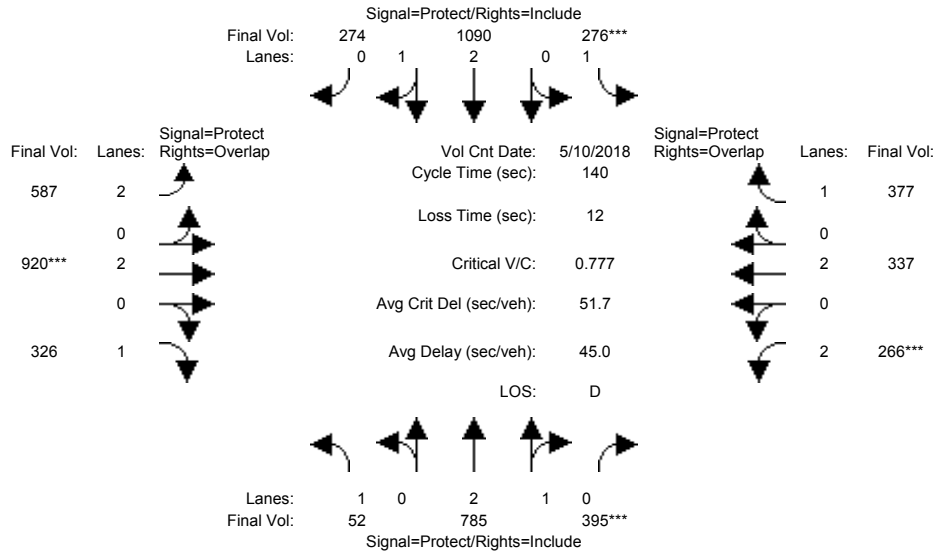 Signal=Protect/Rights=Include
Final Vol: 274 1090 276***
Lanes: 0 1 2 0 1
Signal=Protect
Final Vol: Lanes: Rights=Overlap
Vol Cnt Date: 5/10/2018
Signal=Protect
Rights=Overlap Lanes: Final Vol:
Cycle Time (sec): 140
587 2
1 377
Loss Time (sec): 12
0
0
920*** 2
Critical V/C: 0.777
2 337
0
Avg Crit Del (sec/veh): 51.7
0
326 1
Avg Delay (sec/veh): 45.0
2 266***
LOS: D
Lanes: 1 0 2 1 0
Final Vol: 52 785 395***
Signal=Protect/Rights=Include